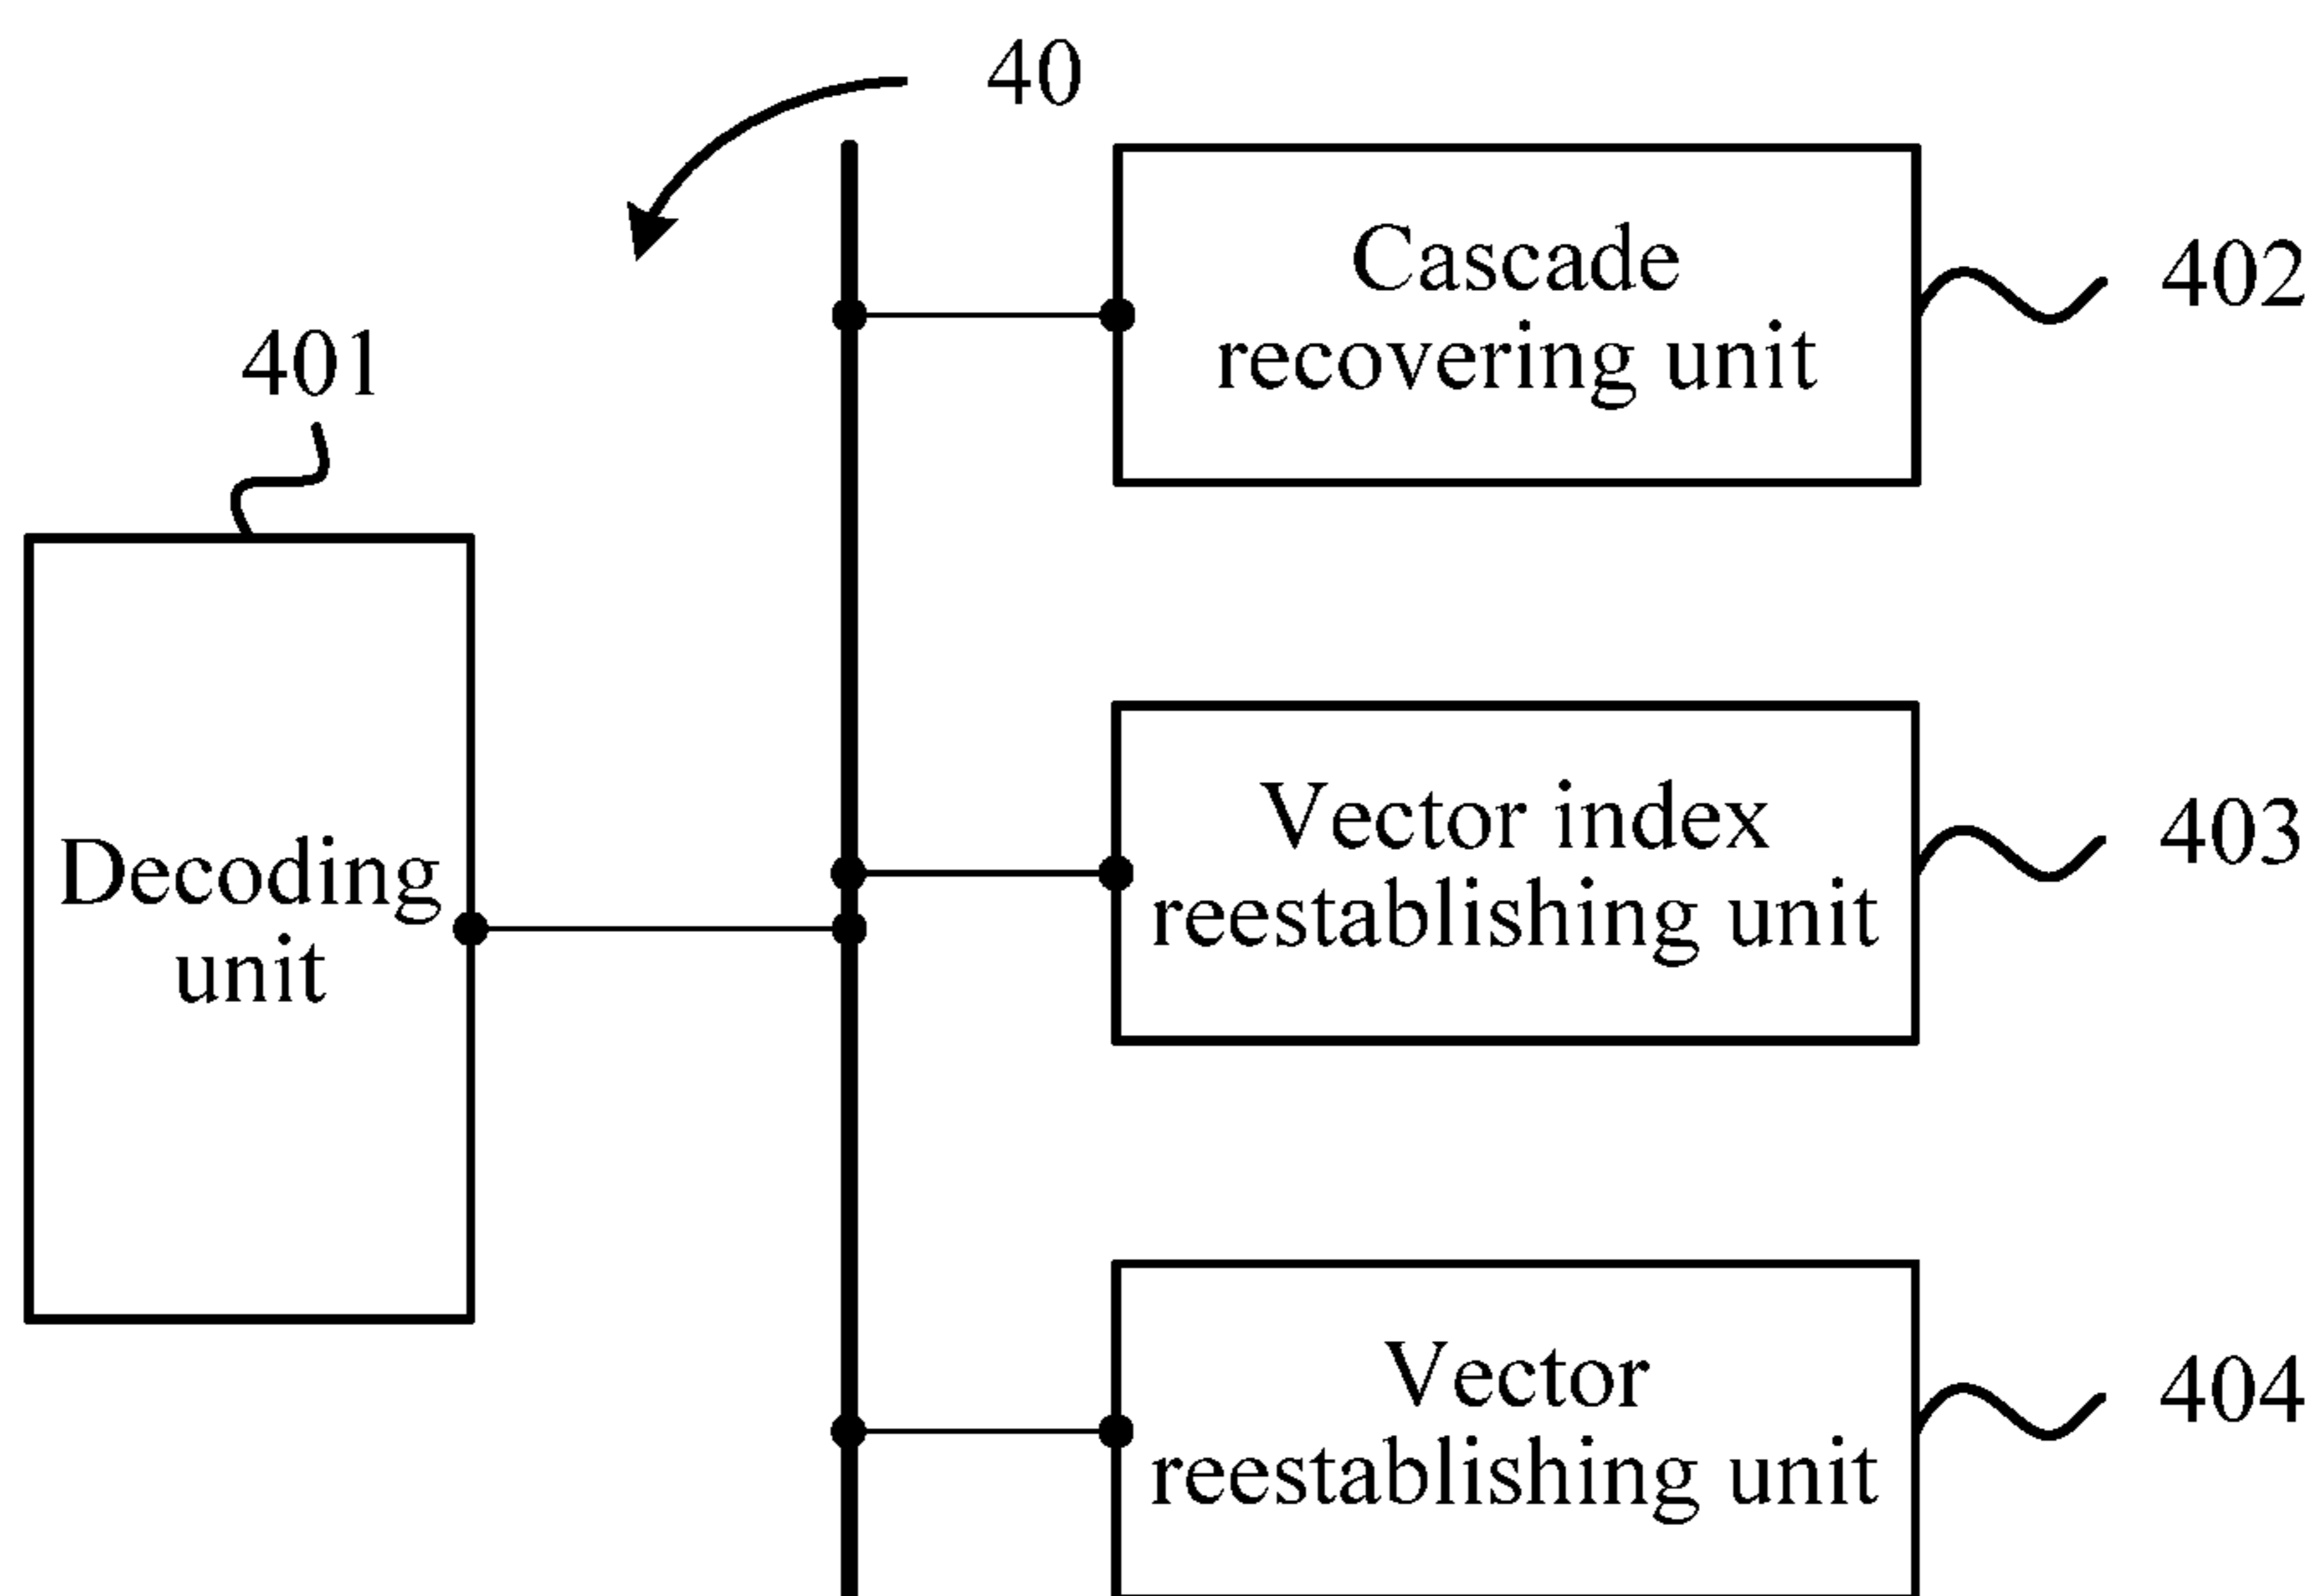 40
Cascade
recovering unit
402
401
Decoding
unit
Vector index
reestablishing unit
403
Vector
reestablishing unit
404